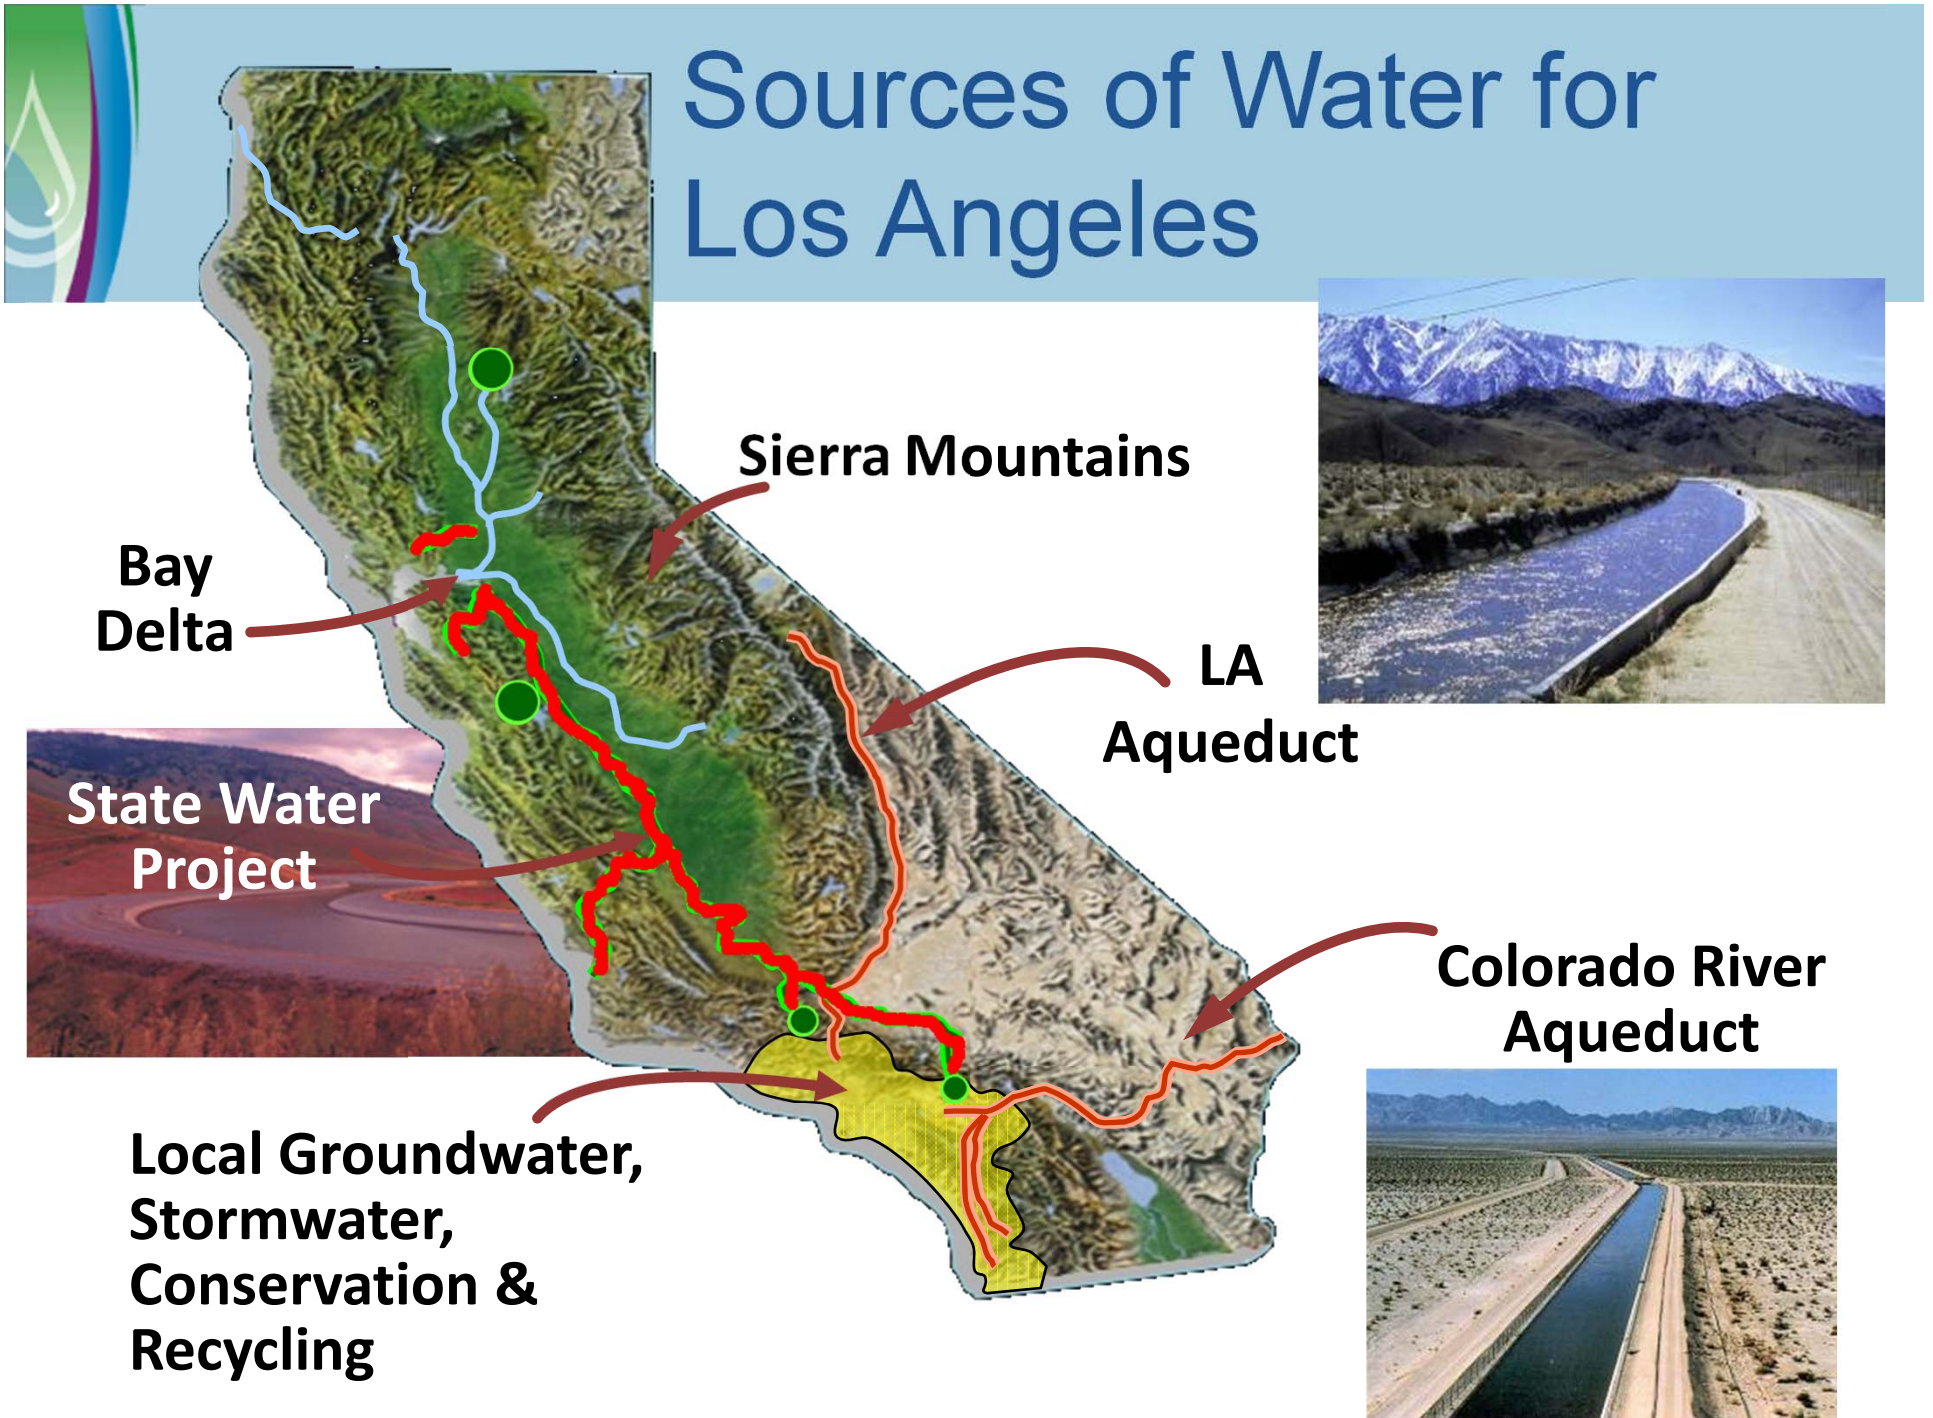 Sources of Water for
Los Angeles
Sierra Mountains
Bay
Delta
LA
Aqueduct
State Water
Project
Colorado River
Aqueduct
Local Groundwater,
Stormwater,
Conservation &
Recycling